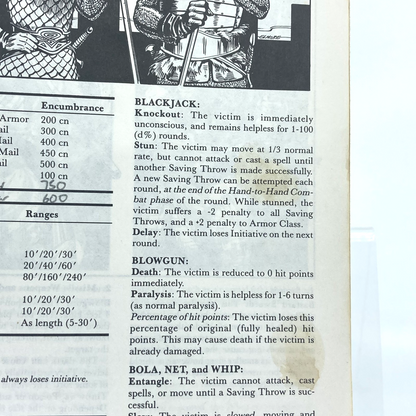 Encumbrance
Armor 200 cn
ail 300 cn
Mail 400 cn
Mail 450 cn
ail 500 cn
100 cn
750
600
Ranges
10'/20'/30'
20'/40'/60'
80'/160'/240'
10'/20'/30'
10'/20'/30'
As length (5-30')
always loses initiative.
BLACKJACK:
Knockout: The victim is immediately
unconscious, and remains helpless for 1-100
(d%) rounds.
Stun: The victim may move at 1/3 normal
rate, but cannot attack or cast a spell until
another Saving Throw is made successfully.
A new Saving Throw can be attempted each
round, at the end of the Hand-to-Hand Com-
bat phase of the round. While stunned, the
victim suffers a -2 penalty to all Saving
Throws, and a +2 penalty to Armor Class.
Delay: The victim loses Initiative on the next
round.
BLOWGUN:
Death: The victim is reduced to 0 hit points
immediately.
Paralysis: The victim is helpless for 1-6 turns
(as normal paralysis).
Percentage of hit points: The victim loses this
percentage of original (fully healed) hit
points. This may cause death if the victim is
already damaged.
BOLA, NET, and WHIP:
Entangle: The victim cannot attack, cast
spells, or move until a Saving Throw is suc-
cessful.
Slow: The victim is slowed, moving and